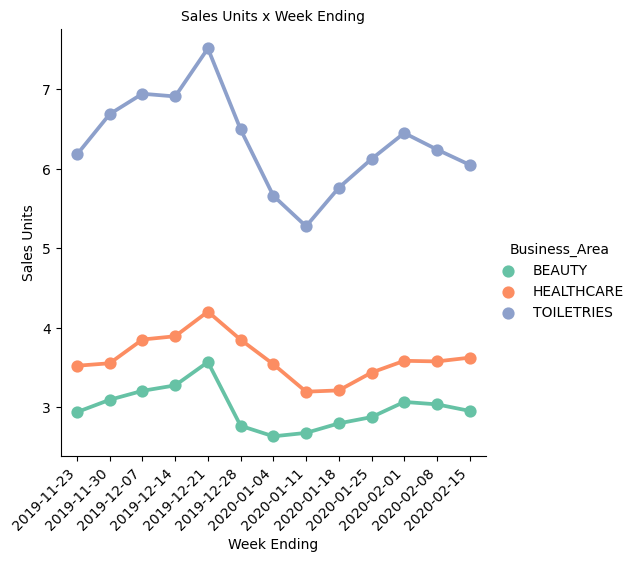 Sales Units x Week Ending
7
6
5
4
3
Sales Units
Business_Area
BEAUTY
HEALTHCARE
TOILETRIES
2019-11-23
2019-11-30
2019-12-07
2019-12-14
2019-12-21
2019-12-28
2020-01-04
2020-01-11
2020-01-18
2020-01-25
2020-02-01
2020-02-08
2020-02-15
Week Ending